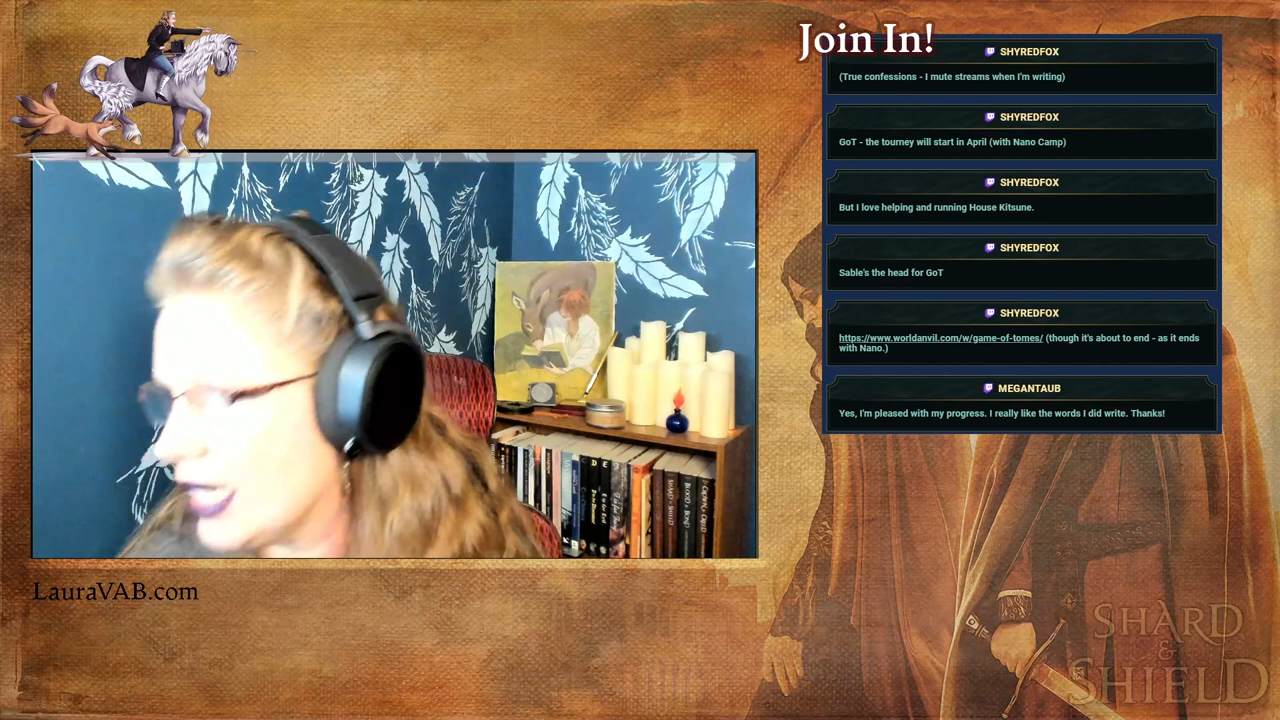 Join In!
SHYREDFOX
(True confessions - I mute streams when I'm writing)
SHYREDFOX
GoT - the tourney will start in April (with Nano Camp)
SHYREDFOX
But I love helping and running House Kitsune.
SHYREDFOX
Sable's the head for GoT
SHYREDFOX
https://www.worldanvil.com/w/game-of-tomes/ (though it's about to end - as it ends
with Nano.)
MEGANTAUB
Yes, I'm pleased with my progress. I really like the words I did write. Thanks!
LauraVAB.com
SHARD
&
SHIELD